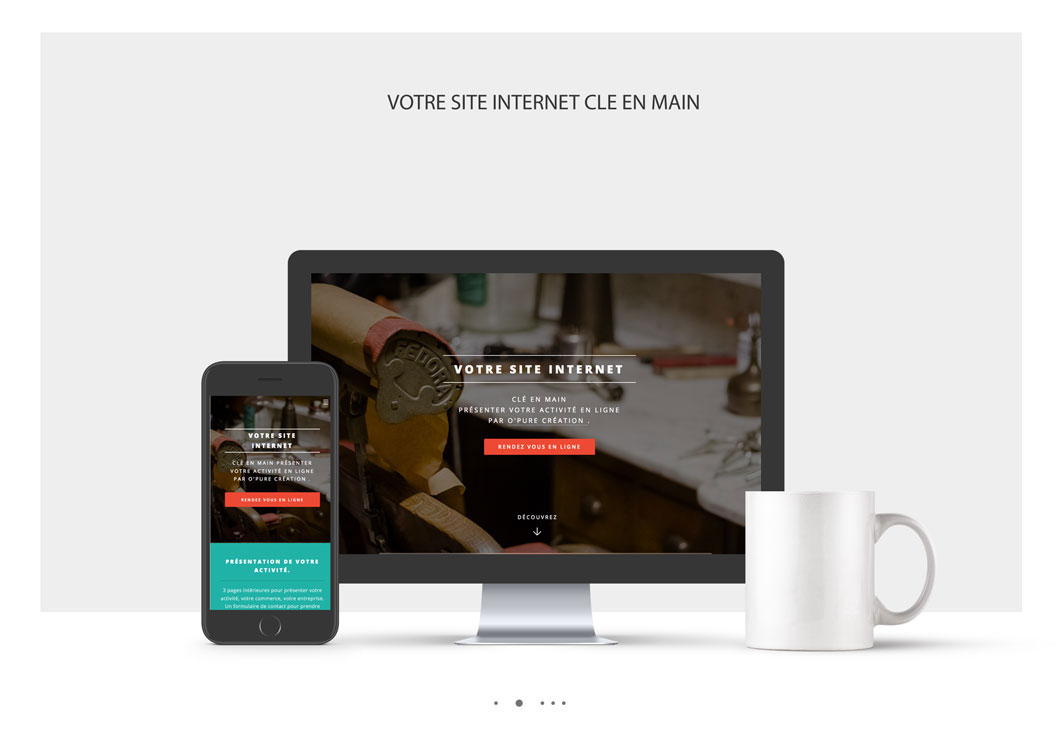 VOTRE SITE INTERNET CLE EN MAIN
FEDORA
VOTRE SITE INTERNET
CLÉ EN MAIN
PRÉSENTER VOTRE ACTIVITÉ EN LIGNE
PAR O'PURE CRÉATION .
RENDEZ VOUS EN LIGNE
DÉCOUVREZ
VOTRE SITE
INTERNET
CLÉ EN MAIN PRÉSENTER
VOTRE ACTIVITÉ EN LIGNE
PAR O'PURE CRÉATION .
RENDEZ VOUS EN LIGNE
PRÉSENTATION DE VOTRE
ACTIVITÉ.
3 pages intérieures pour présenter votre
activité, votre commerce, votre entreprise.
Un formulaire de contact pour prendre